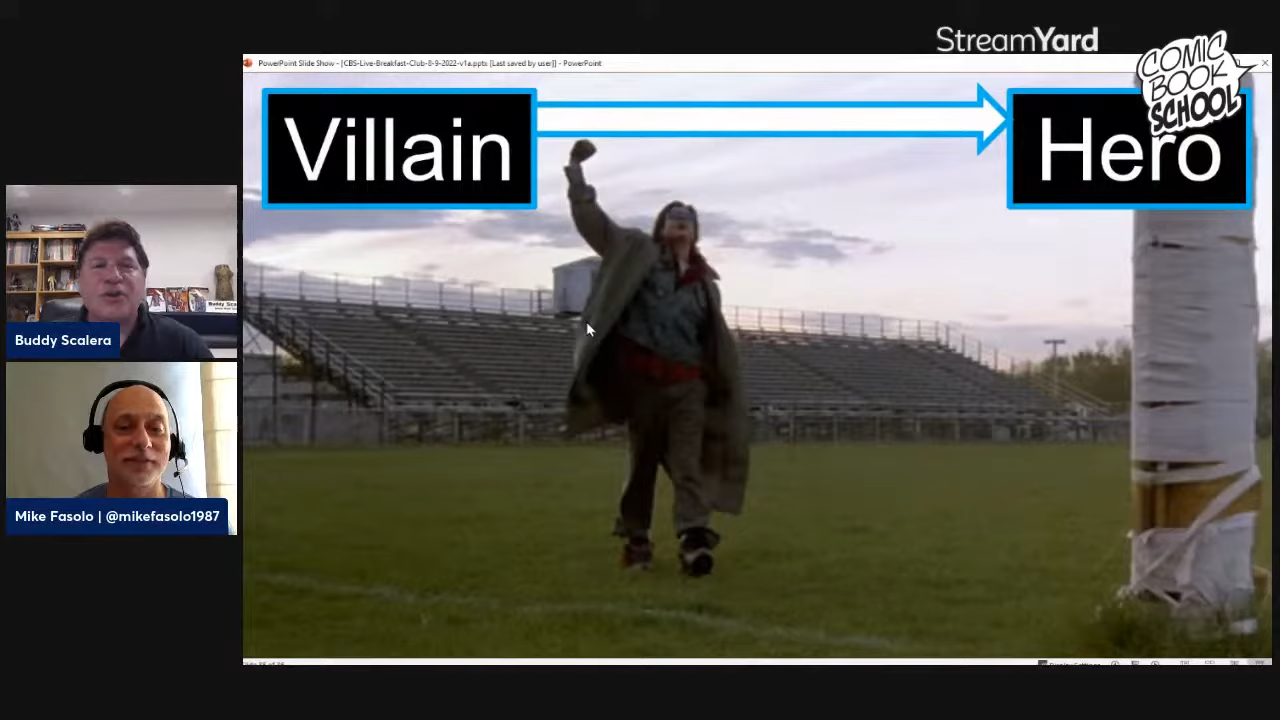 StreamYard
COMIC
BOOK
SCHOOL
PowerPoint Slide Show - [CBS-Live-Breakfast-Club-8-9-2022-v1a.pptx [Last saved by user]] - PowerPoint
Villain
Hero
Buddy Scalera
Mike Fasolo | @mikefasolo1987